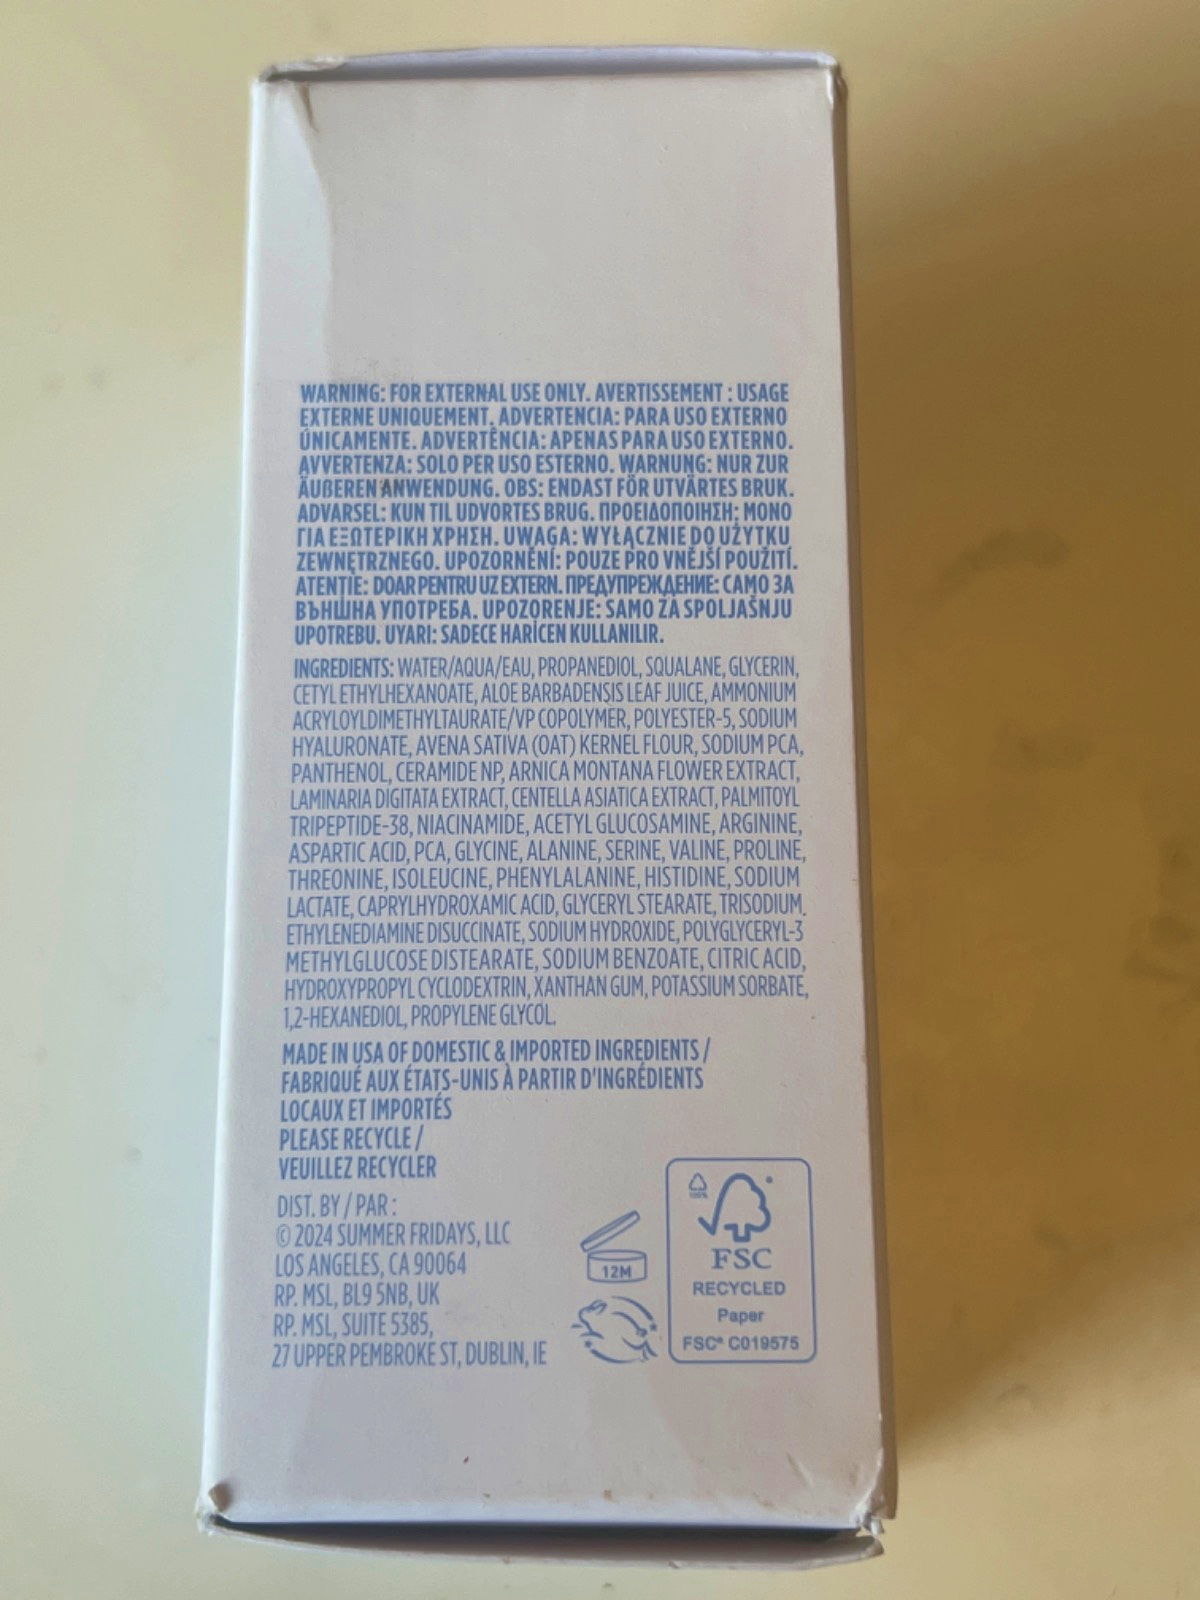 WARNING: FOR EXTERNAL USE ONLY. AVERTISSEMENT : USAGE
EXTERNE UNIQUEMENT. ADVERTENCIA: PARA USO EXTERNO
ÚNICAMENTE. ADVERTÊNCIA: APENAS PARA USO EXTERNO.
AVVERTENZA: SOLO PER USO ESTERNO. WARNUNG: NUR ZUR
ÄUßEREN ANWENDUNG. OBS: ENDAST FÖR UTVÄRTES BRUK.
ADVARSEL: KUN TIL UDVORTES BRUG. ΠΡΟΕΙΔΟΠΟΙΗΣΗ: ΜΟΝΟ
ΓΙΑ ΕΞΩΤΕΡΙΚΗ ΧΡΗΣΗ. UWAGA: WYŁĄCZNIE DO UŻYTKU
ZEWNĘTRZNEGO. UPOZORNĚNÍ: POUZE PRO VNĚJŠÍ POUŽITÍ.
ATENȚIE: DOAR PENTRU UZ EXTERN. ПРЕДУПРЕЖДЕНИЕ: САМО ЗА
ВЪНШНА УПОТРЕБА. UPOZORENJE: SAMO ZA SPOLJAŠNJU
UPOTREBU. UYARI: SADECE HARİCEN KULLANILIR.
INGREDIENTS: WATER/AQUA/EAU, PROPANEDIOL, SQUALANE, GLYCERIN,
CETYL ETHYLHEXANOATE, ALOE BARBADENSIS LEAF JUICE, AMMONIUM
ACRYLOYLDIMETHYLTAURATE/VP COPOLYMER, POLYESTER-5, SODIUM
HYALURONATE, AVENA SATIVA (OAT) KERNEL FLOUR, SODIUM PCA,
PANTHENOL, CERAMIDE NP, ARNICA MONTANA FLOWER EXTRACT,
LAMINARIA DIGITATA EXTRACT, CENTELLA ASIATICA EXTRACT, PALMITOYL
TRIPEPTIDE-38, NIACINAMIDE, ACETYL GLUCOSAMINE, ARGININE,
ASPARTIC ACID, PCA, GLYCINE, ALANINE, SERINE, VALINE, PROLINE,
THREONINE, ISOLEUCINE, PHENYLALANINE, HISTIDINE, SODIUM
LACTATE, CAPRYLHYDROXAMIC ACID, GLYCERYL STEARATE, TRISODIUM
ETHYLENEDIAMINE DISUCCINATE, SODIUM HYDROXIDE, POLYGLYCERYL-3
METHYLGLUCOSE DISTEARATE, SODIUM BENZOATE, CITRIC ACID,
HYDROXYPROPYL CYCLODEXTRIN, XANTHAN GUM, POTASSIUM SORBATE,
1,2-HEXANEDIOL, PROPYLENE GLYCOL.
MADE IN USA OF DOMESTIC & IMPORTED INGREDIENTS /
FABRIQUÉ AUX ÉTATS-UNIS À PARTIR D'INGRÉDIENTS
LOCAUX ET IMPORTÉS
PLEASE RECYCLE /
VEUILLEZ RECYCLER
DIST. BY / PAR :
© 2024 SUMMER FRIDAYS, LLC
LOS ANGELES, CA 90064
RP. MSL, BL9 5NB, UK
RP. MSL, SUITE 5385,
27 UPPER PEMBROKE ST, DUBLIN, IE
12M
100%
FSC
RECYCLED
Paper
FSC® C019575